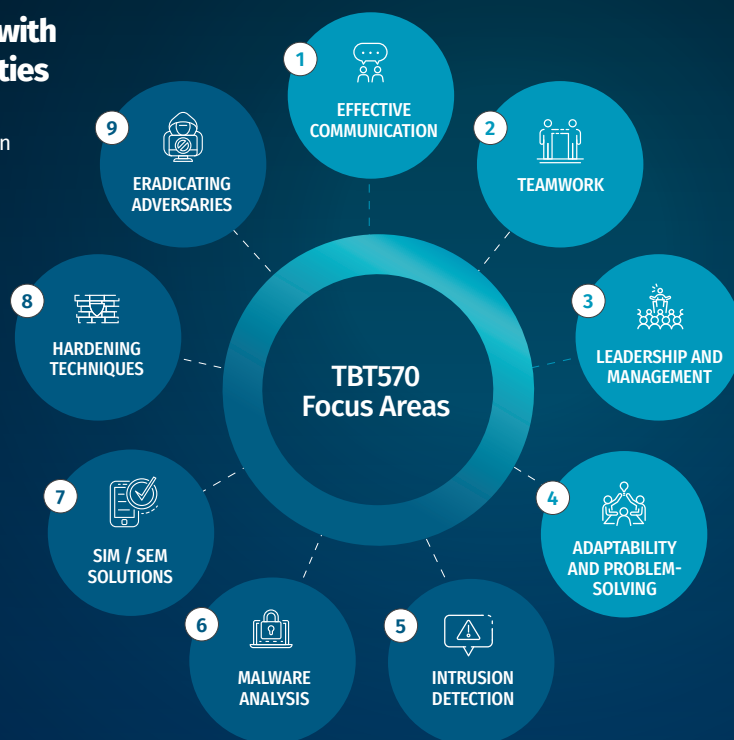 with
ties
n
1
EFFECTIVE
COMMUNICATION
2
TEAMWORK
3
LEADERSHIP AND
MANAGEMENT
4
ADAPTABILITY
AND PROBLEM-
SOLVING
5
INTRUSION
DETECTION
6
MALWARE
ANALYSIS
7
SIM / SEM
SOLUTIONS
8
HARDENING
TECHNIQUES
9
ERADICATING
ADVERSARIES
TBT570
Focus Areas